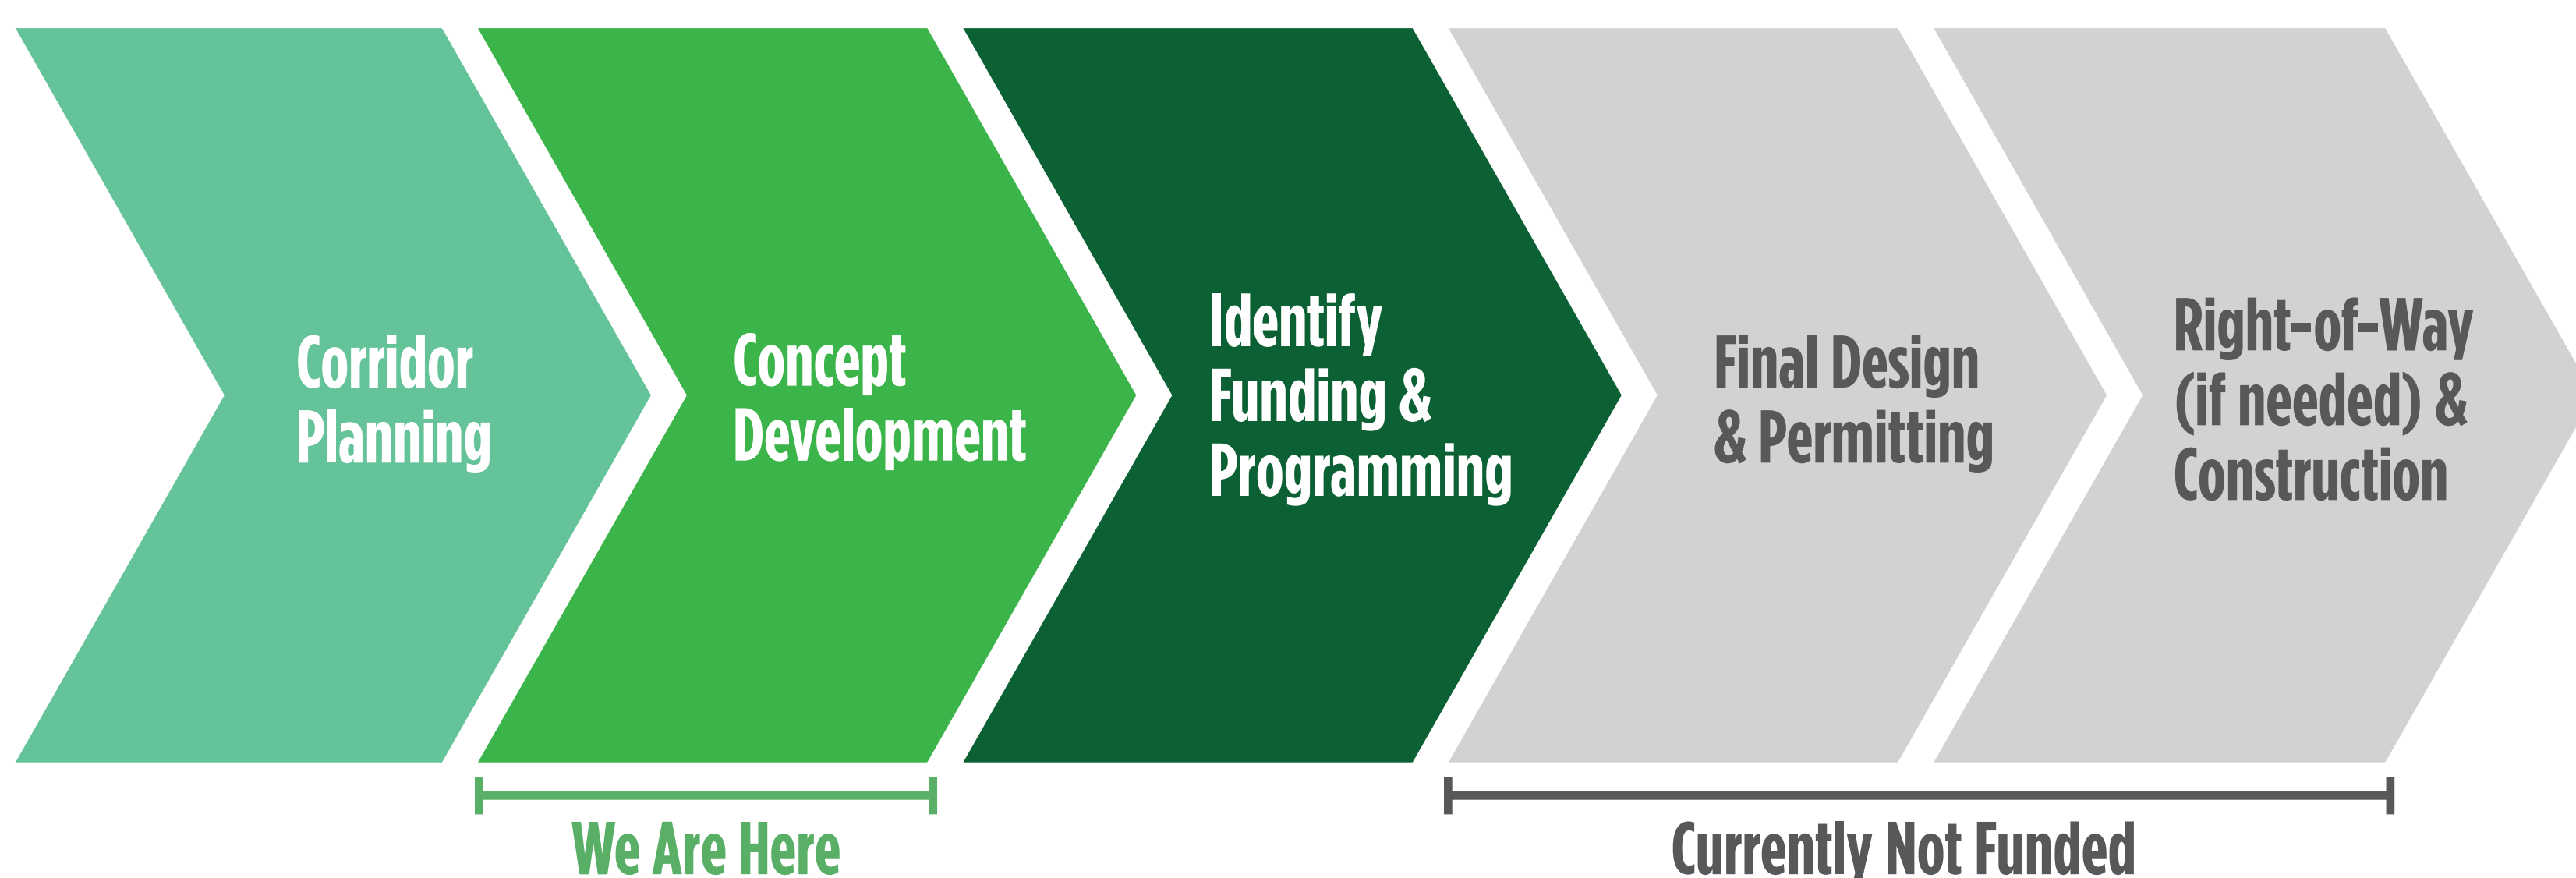 Corridor
Planning
Concept
Development
Identify
Funding &
Programming
Final Design
& Permitting
Right-of-Way
(if needed) &
Construction
We Are Here
Currently Not Funded